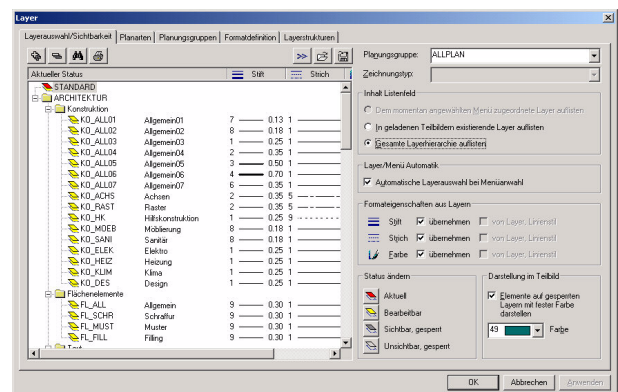 Layer
Layerauswahl/Sichtbarkeit Planarten Planungsgruppen Formatdefinition Layerstrukturen
>>
Aktueller Status Stift Strich
STANDARD
ARCHITEKTUR
Konstruktion
KO_ALL01 Allgemein01 7 0.13 1
KO_ALL02 Allgemein02 8 0.18 1
KO_ALL03 Allgemein03 1 0.25 1
KO_ALL04 Allgemein04 2 0.35 1
KO_ALL05 Allgemein05 3 0.50 1
KO_ALL06 Allgemein06 4 0.70 1
KO_ALL07 Allgemein07 6 0.35 1
KO_ACHS Achsen 2 0.35 5
KO_RAST Raster 2 0.35 5
KO_HK Hilfskonstruktion 1 0.25 9
KO_MOEB Möblierung 8 0.18 1
KO_SANI Sanitär 8 0.18 1
KO_ELEK Elektro 1 0.25 1
KO_HEIZ Heizung 1 0.25 1
KO_KLIM Klima 1 0.25 1
KO_DES Design 1 0.25 1
Flächenelemente
FL_ALL Allgemein 9 0.30 1
FL_SCHR Schraffur 9 0.30 1
FL_MUST Muster 9 0.30 1
FL_FILL Filling 9 0.30 1
Text
Planungsgruppe: ALLPLAN
Zeichnungstyp:
Inhalt Listenfeld
Dem momentan angewählten Menü zugeordnete Layer auflisten
In geladenen Teilbildern existierende Layer auflisten
Gesamte Layerhierarchie auflisten
Layer/Menü Automatik
Automatische Layerauswahl bei Menüanwahl
Formateigenschaften aus Layern
Stift übernehmen von Layer, Linienstil
Strich übernehmen von Layer, Linienstil
Farbe übernehmen von Layer, Linienstil
Status ändern
Aktuell
Bearbeitbar
Sichtbar, gesperrt
Unsichtbar, gesperrt
Darstellung im Teilbild
Elemente auf gesperrten
Layern mit fester Farbe
darstellen
49 Farbe
OK Abbrechen Anwenden